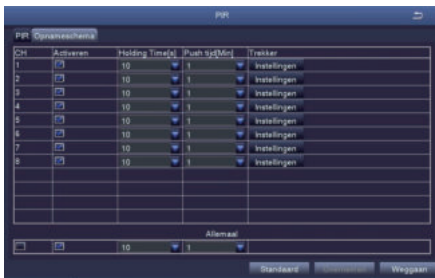 PIR
PIR Opnameschema
CH Activeren Holding Time[s] Push tijd[Min] Trekker
1 10 1 Instellingen
2 10 1 Instellingen
3 10 1 Instellingen
4 10 1 Instellingen
5 10 1 Instellingen
6 10 1 Instellingen
7 10 1 Instellingen
8 10 1 Instellingen
Allemaal
10 1
Standaard Weggaan